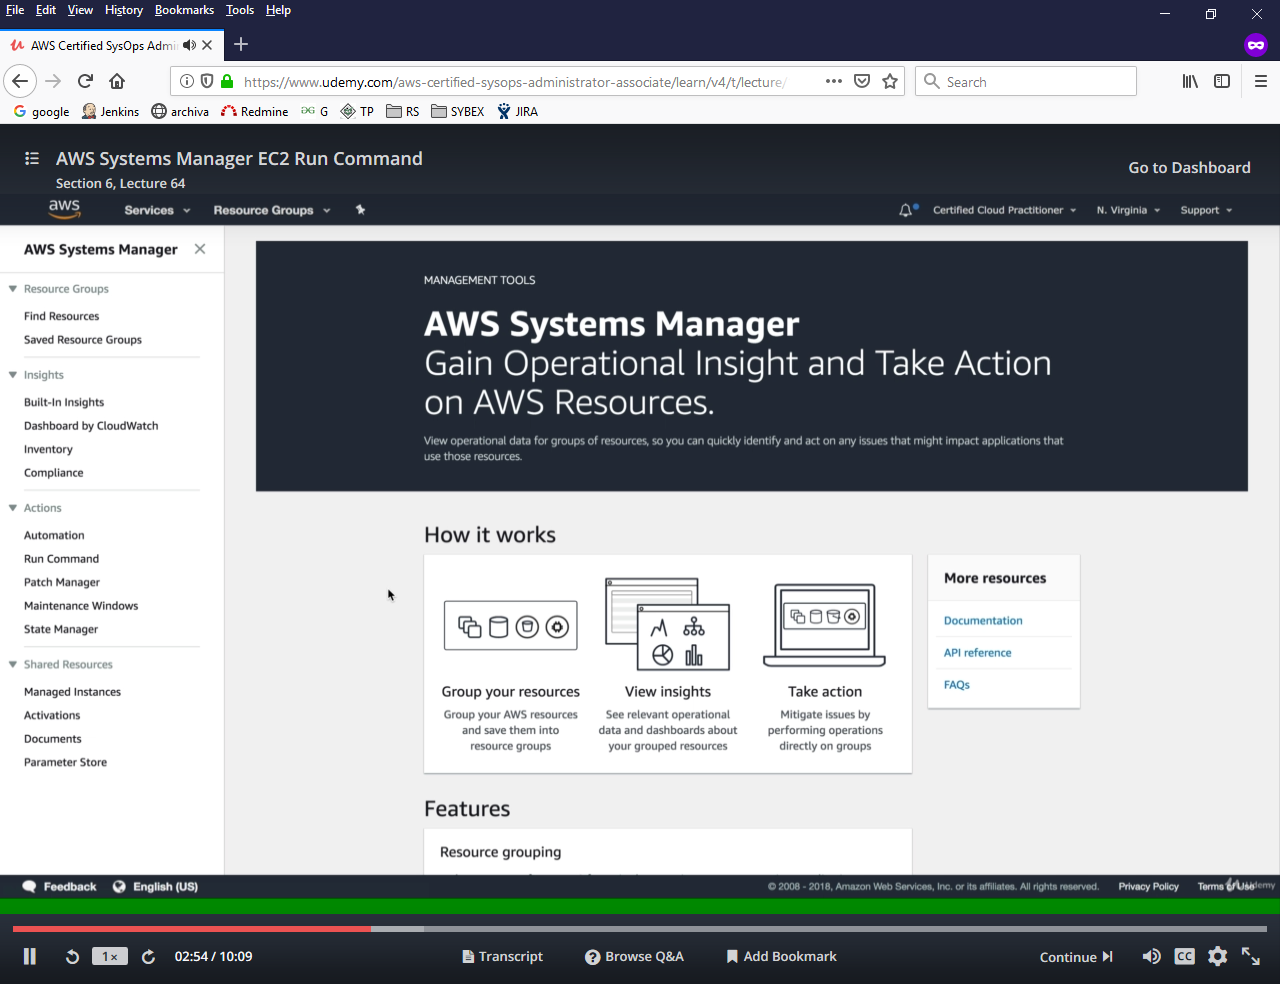 File Edit View History Bookmarks Tools Help
AWS Certified SysOps Admi
https://www.udemy.com/aws-certified-sysops-administrator-associate/learn/v4/t/lecture/
Search
google Jenkins archiva Redmine G TP RS SYBEX JIRA
AWS Systems Manager EC2 Run Command
Section 6, Lecture 64
Go to Dashboard
aws Services Resource Groups Certified Cloud Practitioner N. Virginia Support
AWS Systems Manager
Resource Groups
Find Resources
Saved Resource Groups
Insights
Built-In Insights
Dashboard by CloudWatch
Inventory
Compliance
Actions
Automation
Run Command
Patch Manager
Maintenance Windows
State Manager
Shared Resources
Managed Instances
Activations
Documents
Parameter Store
MANAGEMENT TOOLS
AWS Systems Manager
Gain Operational Insight and Take Action
on AWS Resources.
View operational data for groups of resources, so you can quickly identify and act on any issues that might impact applications that
use those resources.
How it works
Group your resources
Group your AWS resources
and save them into
resource groups
View insights
See relevant operational
data and dashboards about
your grouped resources
Take action
Mitigate issues by
performing operations
directly on groups
More resources
Documentation
API reference
FAQs
Features
Resource grouping
Feedback English (US)
© 2008 - 2018, Amazon Web Services, Inc. or its affiliates. All rights reserved. Privacy Policy Terms of Use
1x 02:54 / 10:09 Transcript Browse Q&A Add Bookmark Continue CC